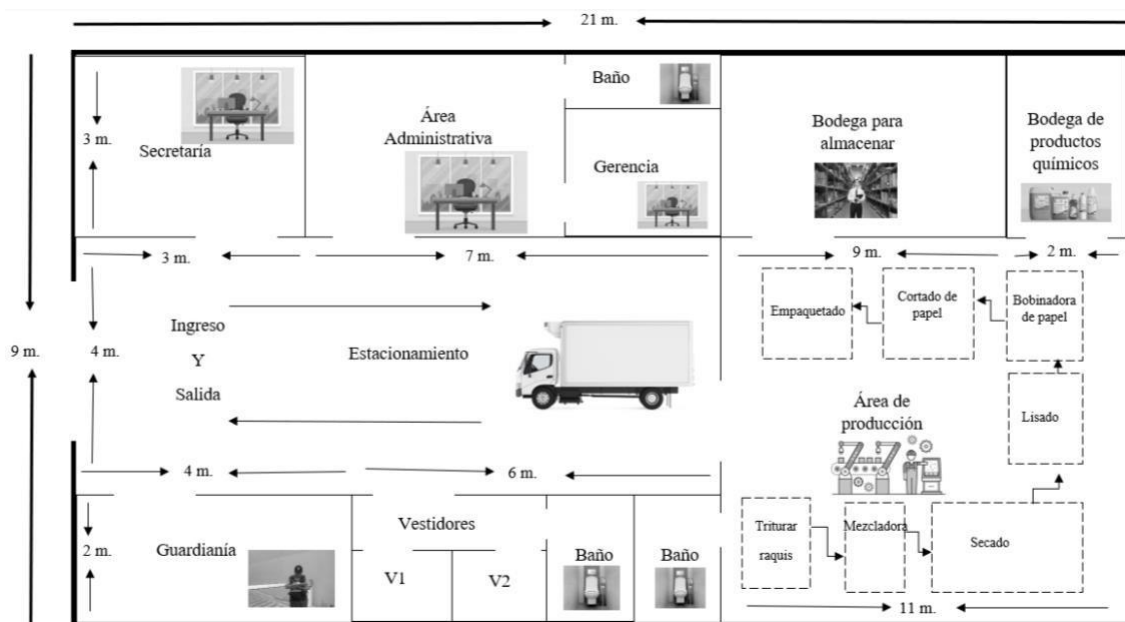 21 m.
Baño
Área
Administrativa
Bodega para
almacenar
Bodega de
productos
químicos
3 m.
Secretaría
Gerencia
3 m.
7 m.
9 m.
2 m.
Empaquetado
Cortado de
papel
Bobinadora
de papel
Ingreso
Y
Salida
9 m.
4 m.
Estacionamiento
Área de
producción
Lisado
4 m.
6 m.
Vestidores
Triturar
raquis
Mezcladora
Secado
2 m.
Guardianía
V1
V2
Baño
Baño
11 m.